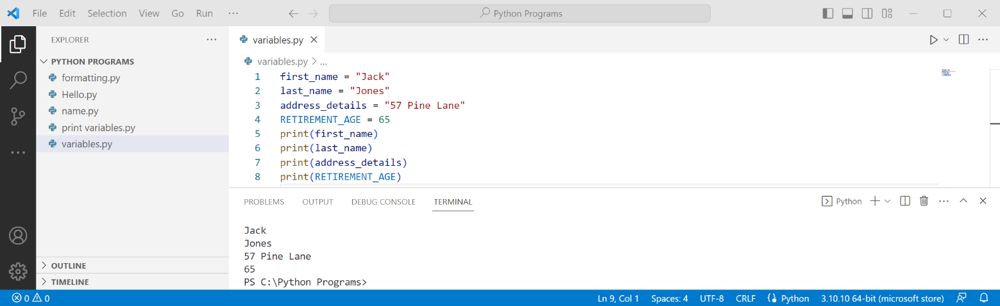 File Edit Selection View Go Run ··· Python Programs
EXPLORER ···
PYTHON PROGRAMS
formatting.py
Hello.py
name.py
print variables.py
variables.py
OUTLINE
TIMELINE
variables.py
variables.py > ...
1 first_name = "Jack"
2 last_name = "Jones"
3 address_details = "57 Pine Lane"
4 RETIREMENT_AGE = 65
5 print(first_name)
6 print(last_name)
7 print(address_details)
8 print(RETIREMENT_AGE)
PROBLEMS OUTPUT DEBUG CONSOLE TERMINAL Python
Jack
Jones
57 Pine Lane
65
PS C:\Python Programs>
0 0 Ln 9, Col 1 Spaces: 4 UTF-8 CRLF Python 3.10.10 64-bit (microsoft store)